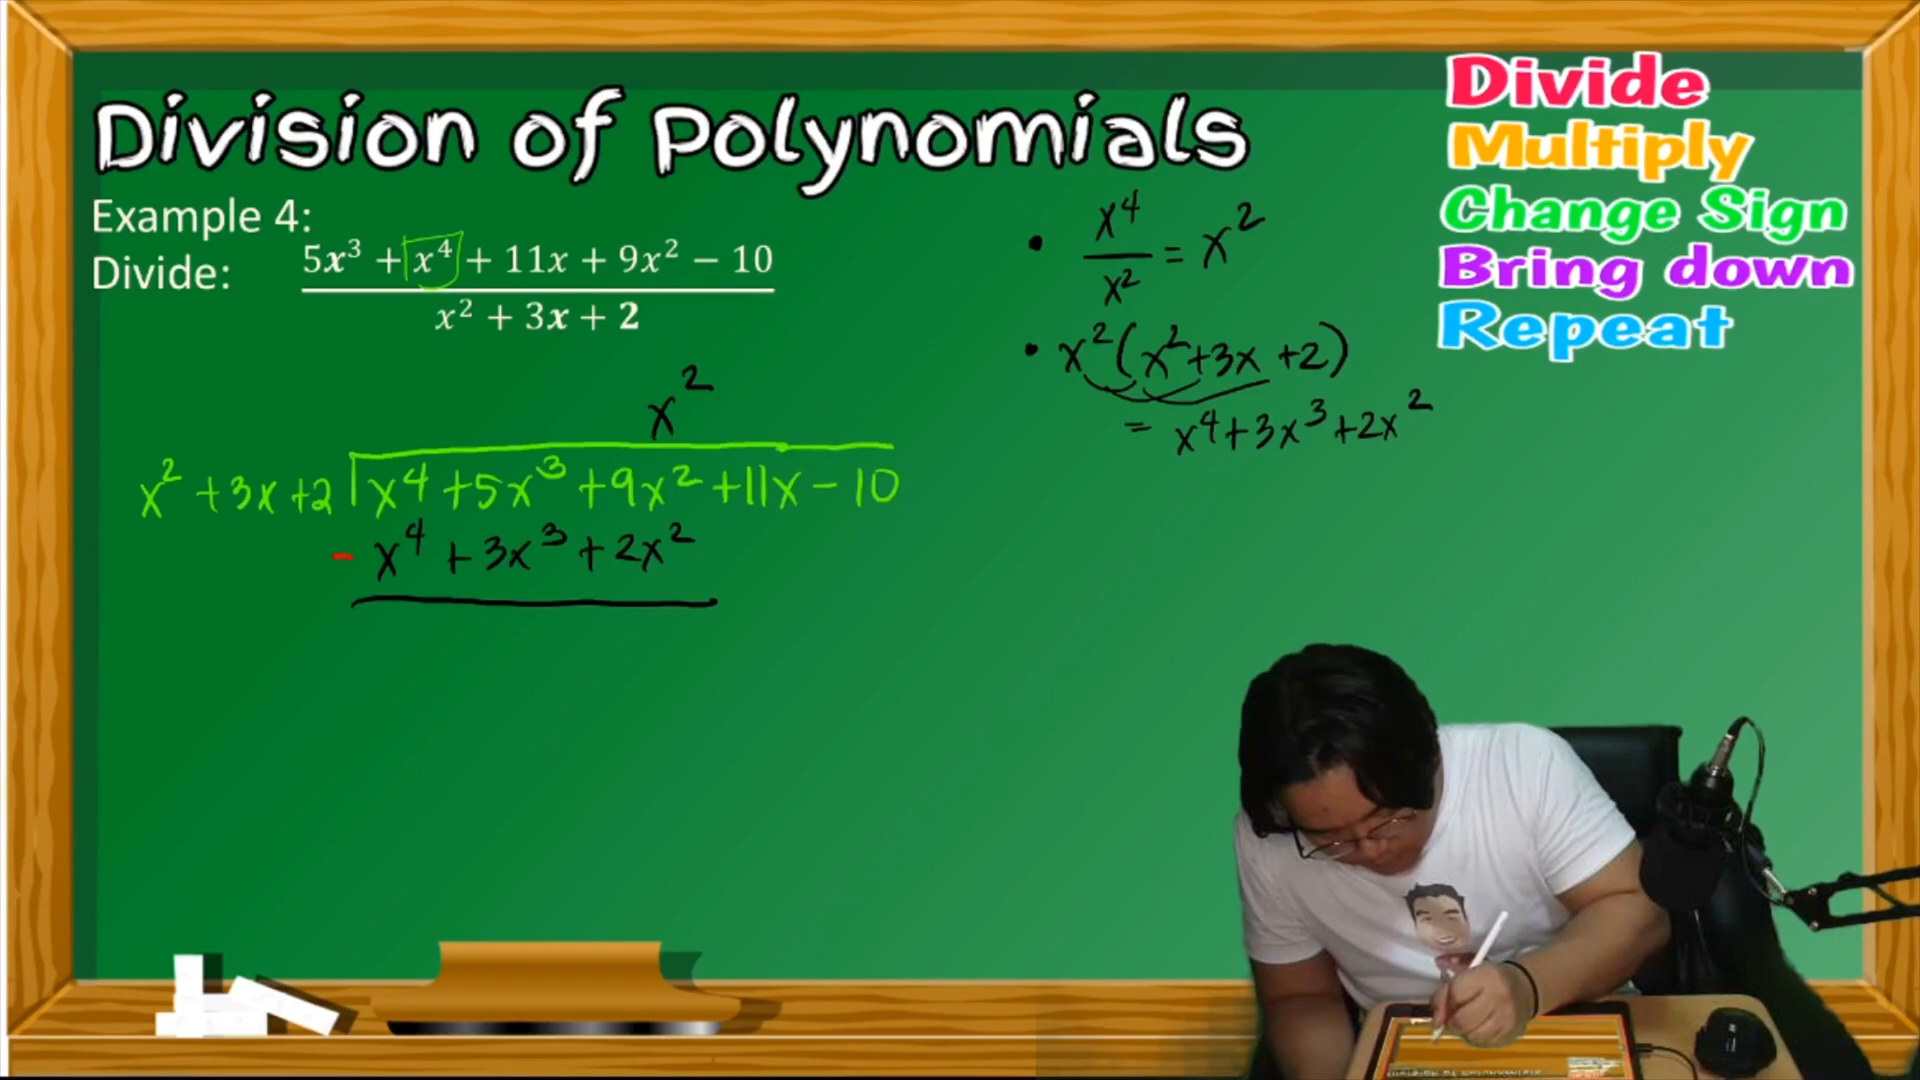 Division of Polynomials
Example 4:
Divide: 5x³ + x⁴ + 11x + 9x² − 10
x² + 3x + 2
x²
x² + 3x + 2 x⁴ + 5x³ + 9x² + 11x − 10
- x⁴ + 3x³ + 2x²
• x⁴
x² = x²
• x²(x² + 3x + 2)
= x⁴ + 3x³ + 2x²
Divide
Multiply
Change Sign
Bring down
Repeat